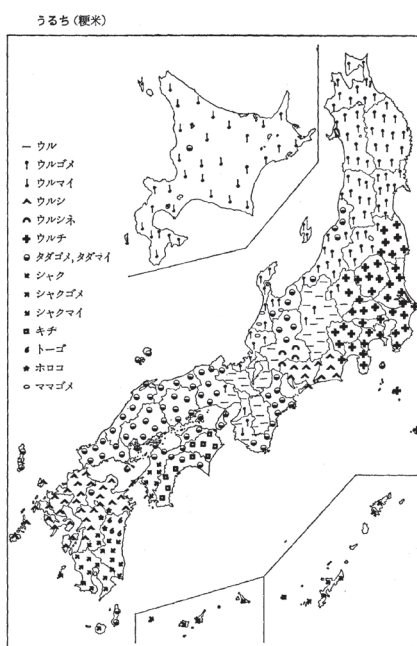 うるち(粳米)
ウル
ウルゴメ
ウルマイ
ウルシ
ウルシネ
ウルチ
タダゴメ,タダマイ
シャク
シャクゴメ
シャクマイ
キヂ
トーゴ
ホロコ
ママゴメ